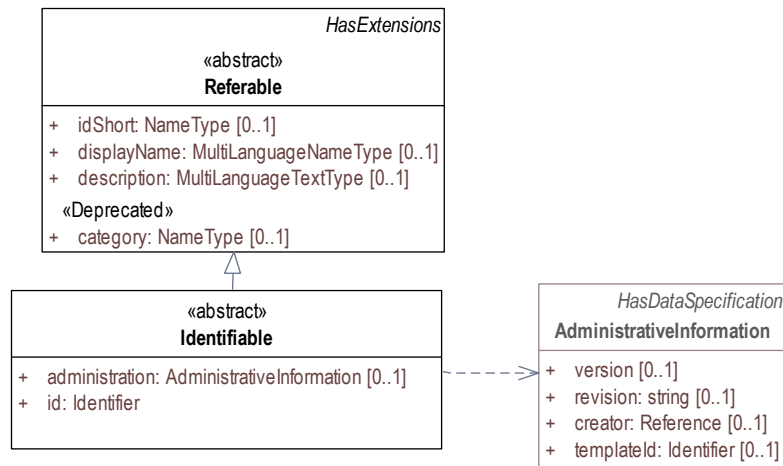 HasExtensions
«abstract»
Referable
+ idShort: NameType [0..1]
+ displayName: MultiLanguageNameType [0..1]
+ description: MultiLanguageTextType [0..1]
«Deprecated»
+ category: NameType [0..1]
«abstract»
Identifiable
+ administration: AdministrativeInformation [0..1]
+ id: Identifier
HasDataSpecification
AdministrativeInformation
+ version [0..1]
+ revision: string [0..1]
+ creator: Reference [0..1]
+ templateId: Identifier [0..1]